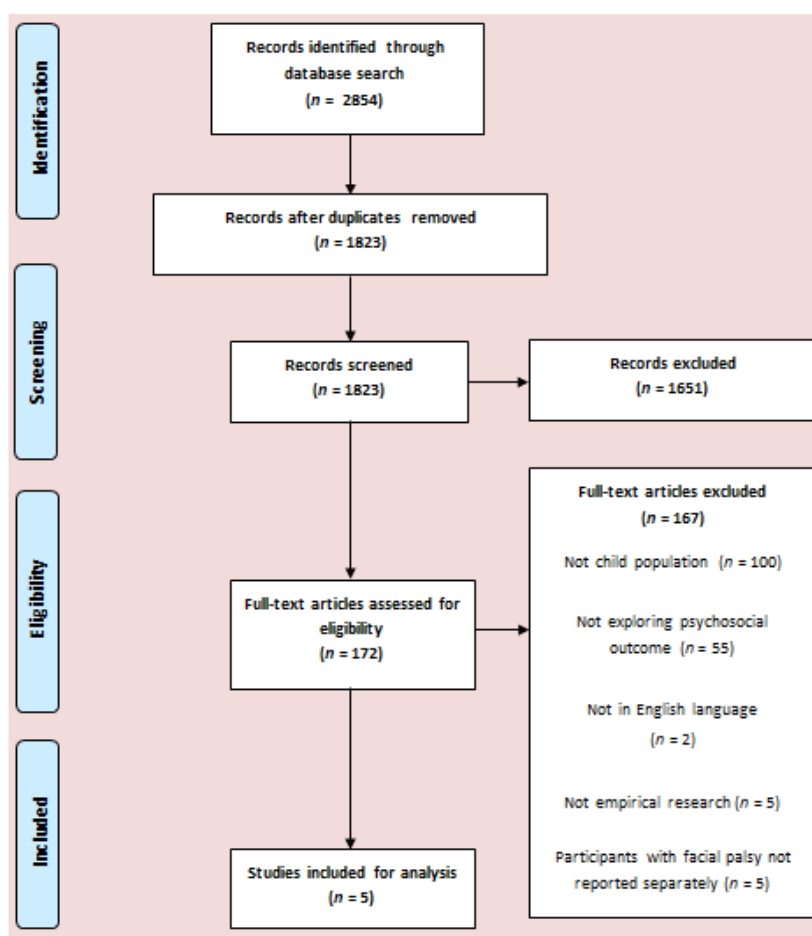 Identification
Records identified through
database search
(n = 2854)
Records after duplicates removed
(n = 1823)
Screening
Records screened
(n = 1823)
Records excluded
(n = 1651)
Eligibility
Full-text articles assessed for
eligibility
(n = 172)
Full-text articles excluded
(n = 167)
Not child population (n = 100)
Not exploring psychosocial
outcome (n = 55)
Not in English language
(n = 2)
Not empirical research (n = 5)
Participants with facial palsy not
reported separately (n = 5)
Included
Studies included for analysis
(n = 5)